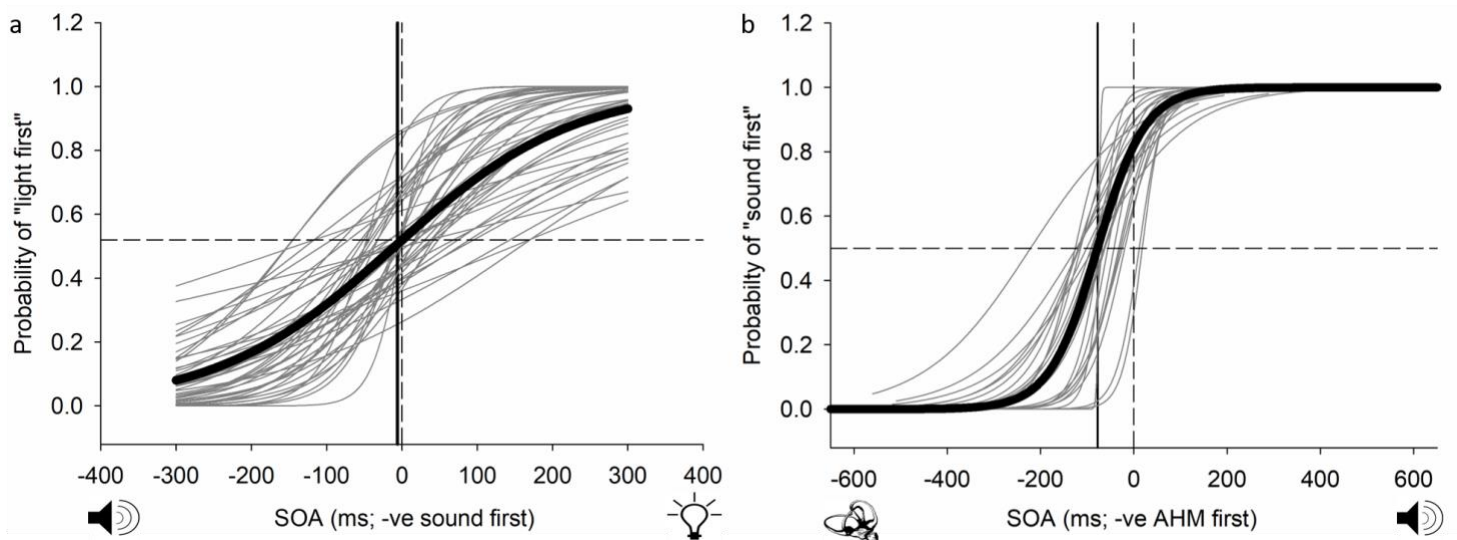 a
1.2
1.0
0.8
0.6
0.4
0.2
0.0
Probability of "light first"
-400 -300 -200 -100 0 100 200 300 400
SOA (ms; -ve sound first)
b
1.2
1.0
0.8
0.6
0.4
0.2
0.0
Probabilty of "sound first"
-600 -400 -200 0 200 400 600
SOA (ms; -ve AHM first)